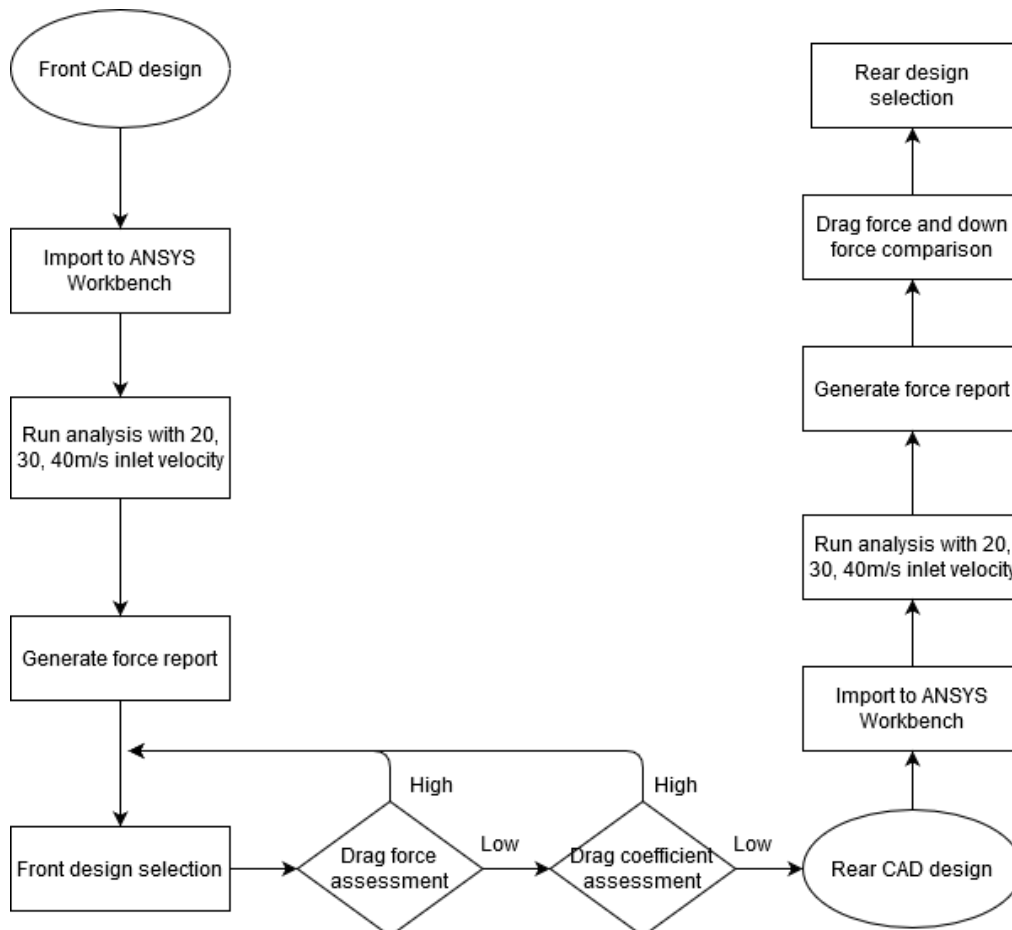 Front CAD design
Import to ANSYS
Workbench
Run analysis with 20,
30, 40m/s inlet velocity
Generate force report
Front design selection
Drag force
assessment
High
Low
Drag coefficient
assessment
High
Low
Rear CAD design
Import to ANSYS
Workbench
Run analysis with 20,
30, 40m/s inlet velocity
Generate force report
Drag force and down
force comparison
Rear design
selection